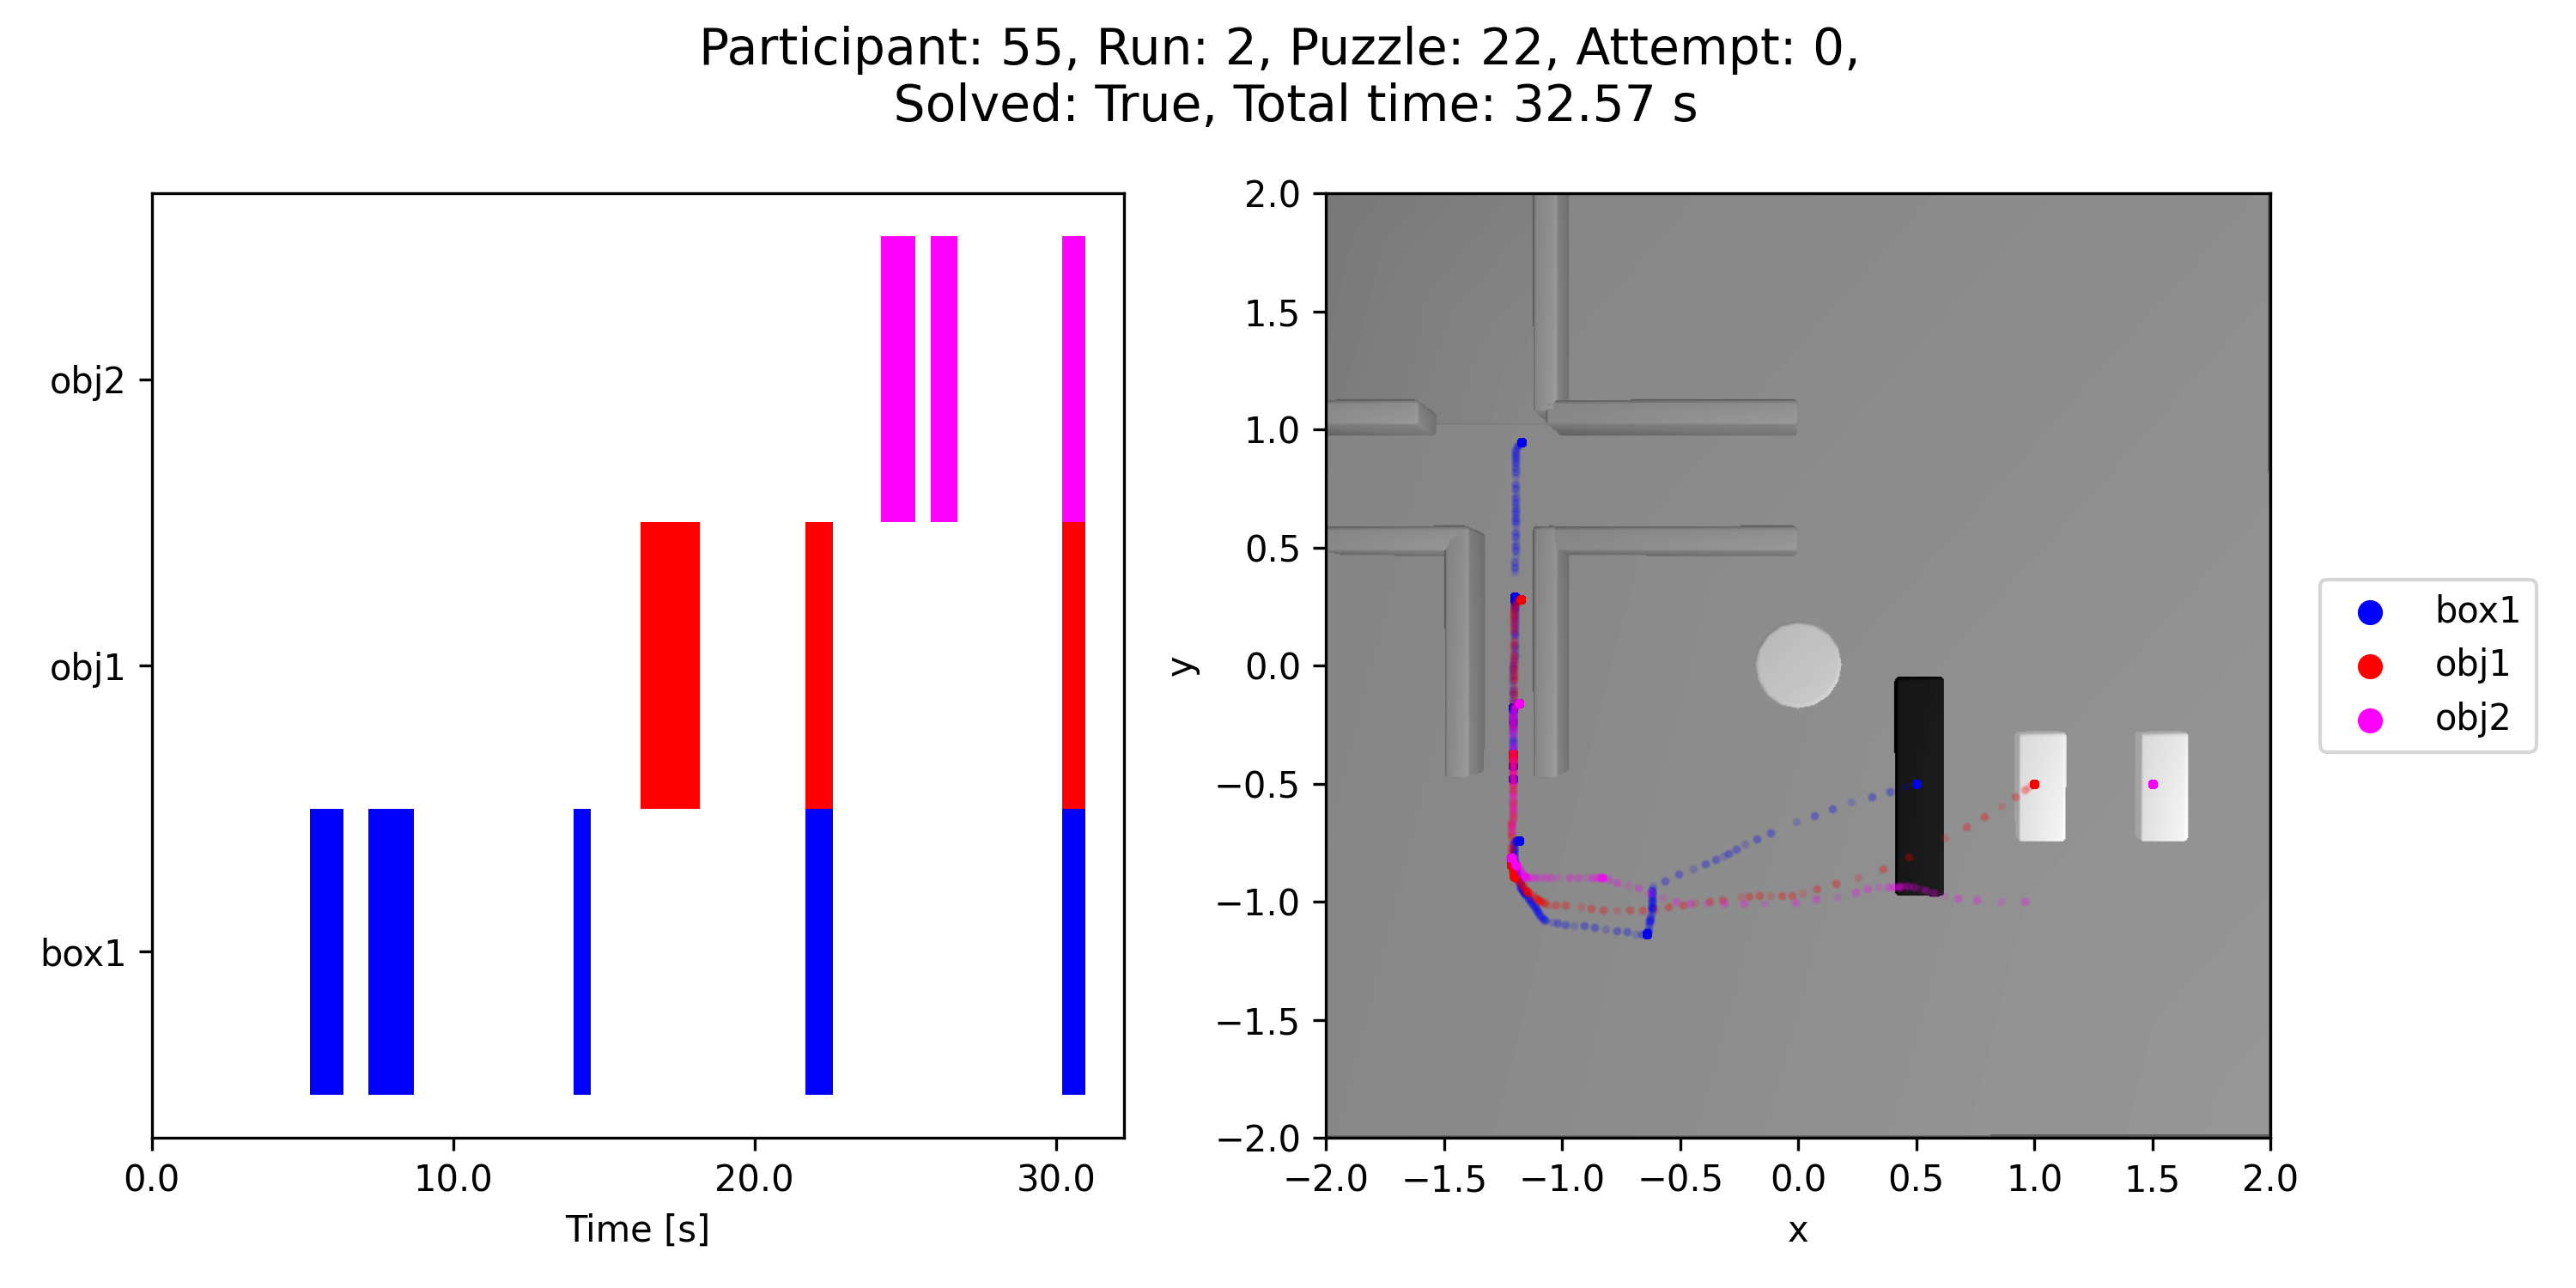 Participant: 55, Run: 2, Puzzle: 22, Attempt: 0,
Solved: True, Total time: 32.57 s
obj2
obj1
box1
0.0 10.0 20.0 30.0
Time [s]
2.0
1.5
1.0
0.5
0.0
−0.5
−1.0
−1.5
−2.0
y
−2.0 −1.5 −1.0 −0.5 0.0 0.5 1.0 1.5 2.0
x
box1
obj1
obj2